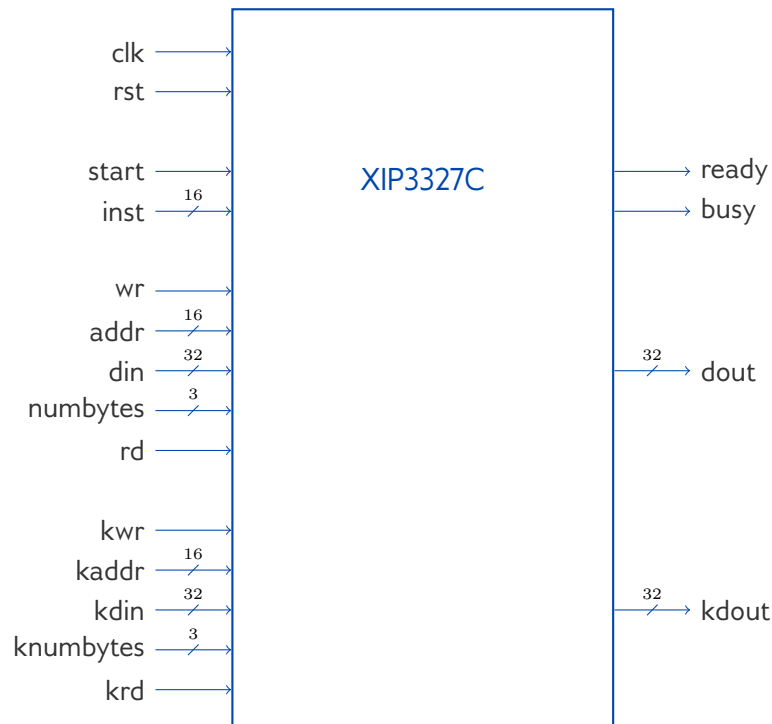 clk
rst
start
XIP3327C
ready
16
inst
busy
wr
16
addr
32
din
32
dout
3
numbytes
rd
kwr
16
kaddr
32
kdin
32
kdout
3
knumbytes
krd